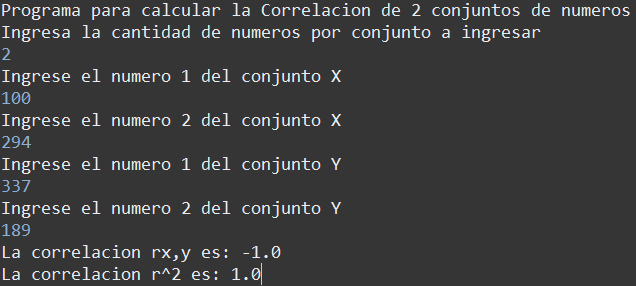 Programa para calcular la Correlacion de 2 conjuntos de numeros
Ingresa la cantidad de numeros por conjunto a ingresar
2
Ingrese el numero 1 del conjunto X
100
Ingrese el numero 2 del conjunto X
294
Ingrese el numero 1 del conjunto Y
337
Ingrese el numero 2 del conjunto Y
189
La correlacion rx,y es: -1.0
La correlacion r^2 es: 1.0